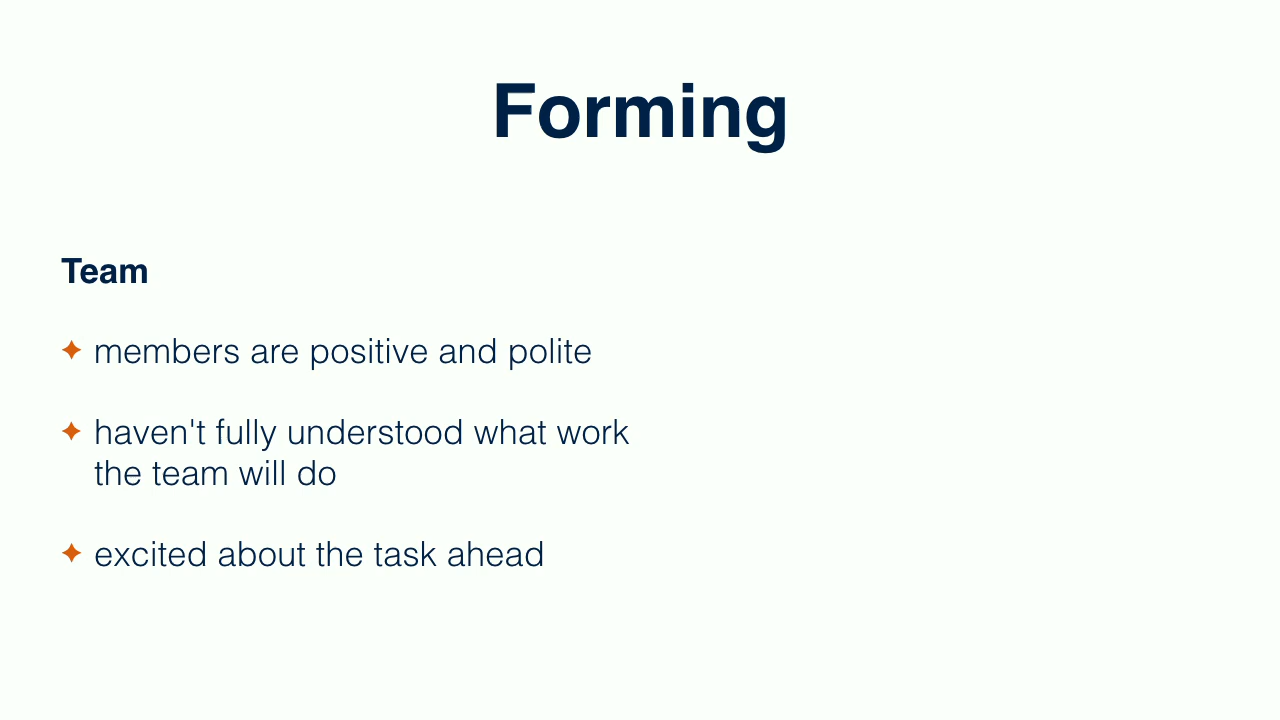 Forming
Team
✦ members are positive and polite
✦ haven't fully understood what work
the team will do
✦ excited about the task ahead